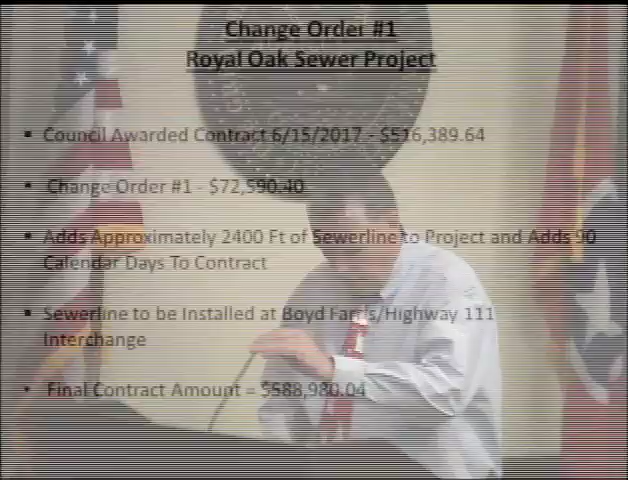 Change Order #1
Royal Oak Sewer Project
▪ Council Awarded Contract 6/15/2017 - $516,389.64
▪ Change Order #1 - $72,590.40
▪ Adds Approximately 2400 Ft of Sewerline to Project and Adds 90
Calendar Days To Contract
▪ Sewerline to be Installed at Boyd Farris/Highway 111
Interchange
• Final Contract Amount = $588,980.04